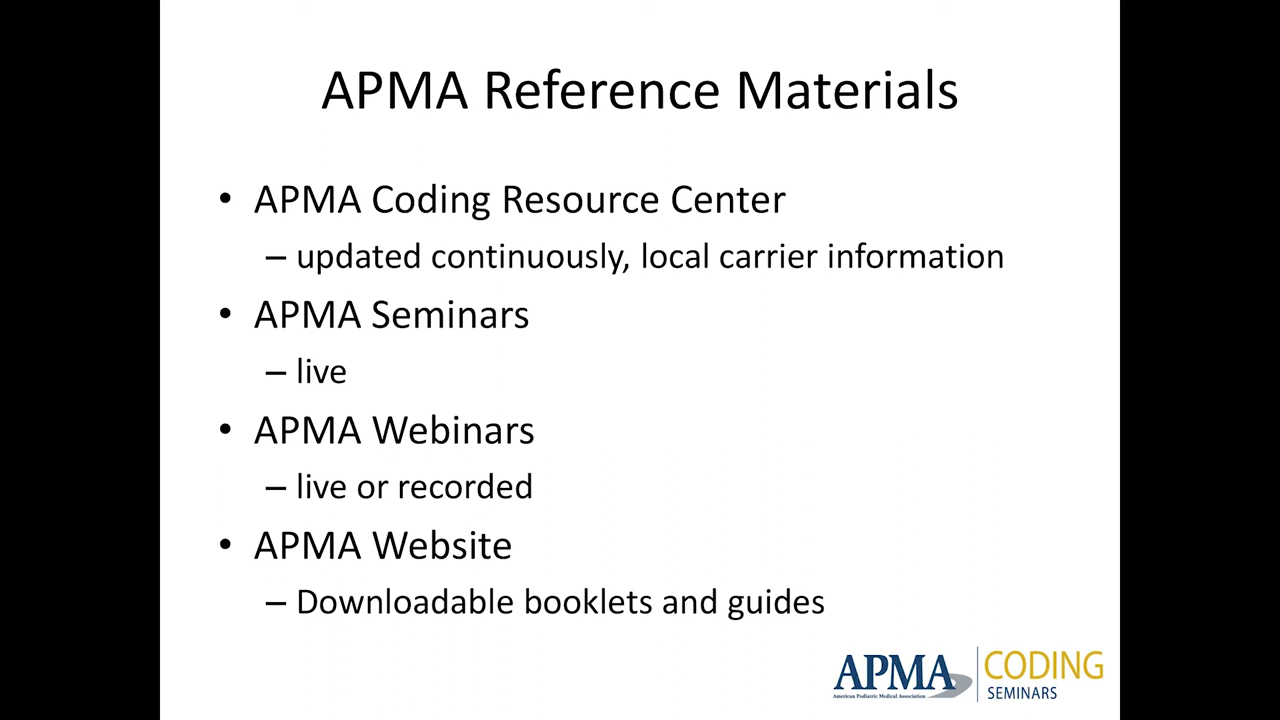 APMA Reference Materials
• APMA Coding Resource Center
– updated continuously, local carrier information
• APMA Seminars
– live
• APMA Webinars
– live or recorded
• APMA Website
– Downloadable booklets and guides
APMA
American Podiatric Medical Association
CODING
SEMINARS